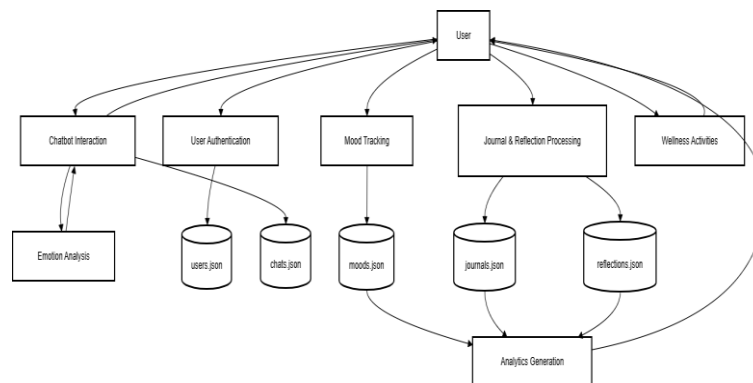 User
Chatbot Interaction
User Authentication
Mood Tracking
Journal & Reflection Processing
Wellness Activities
Emotion Analysis
users.json
chats.json
moods.json
journals.json
reflections.json
Analytics Generation